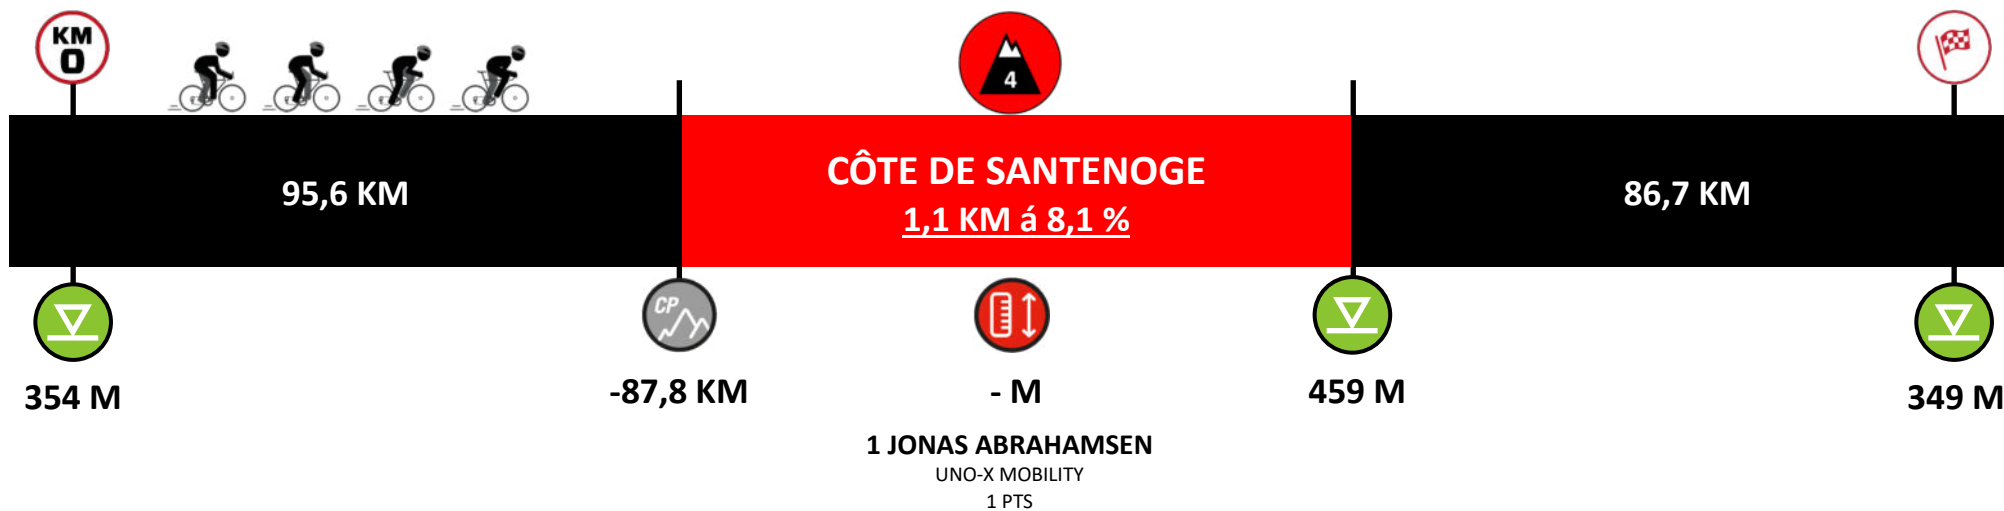 KM
0
4
95,6 KM
CÔTE DE SANTENOGE
1,1 KM á 8,1 %
86,7 KM
CP
354 M
-87,8 KM
- M
459 M
349 M
1 JONAS ABRAHAMSEN
UNO-X MOBILITY
1 PTS